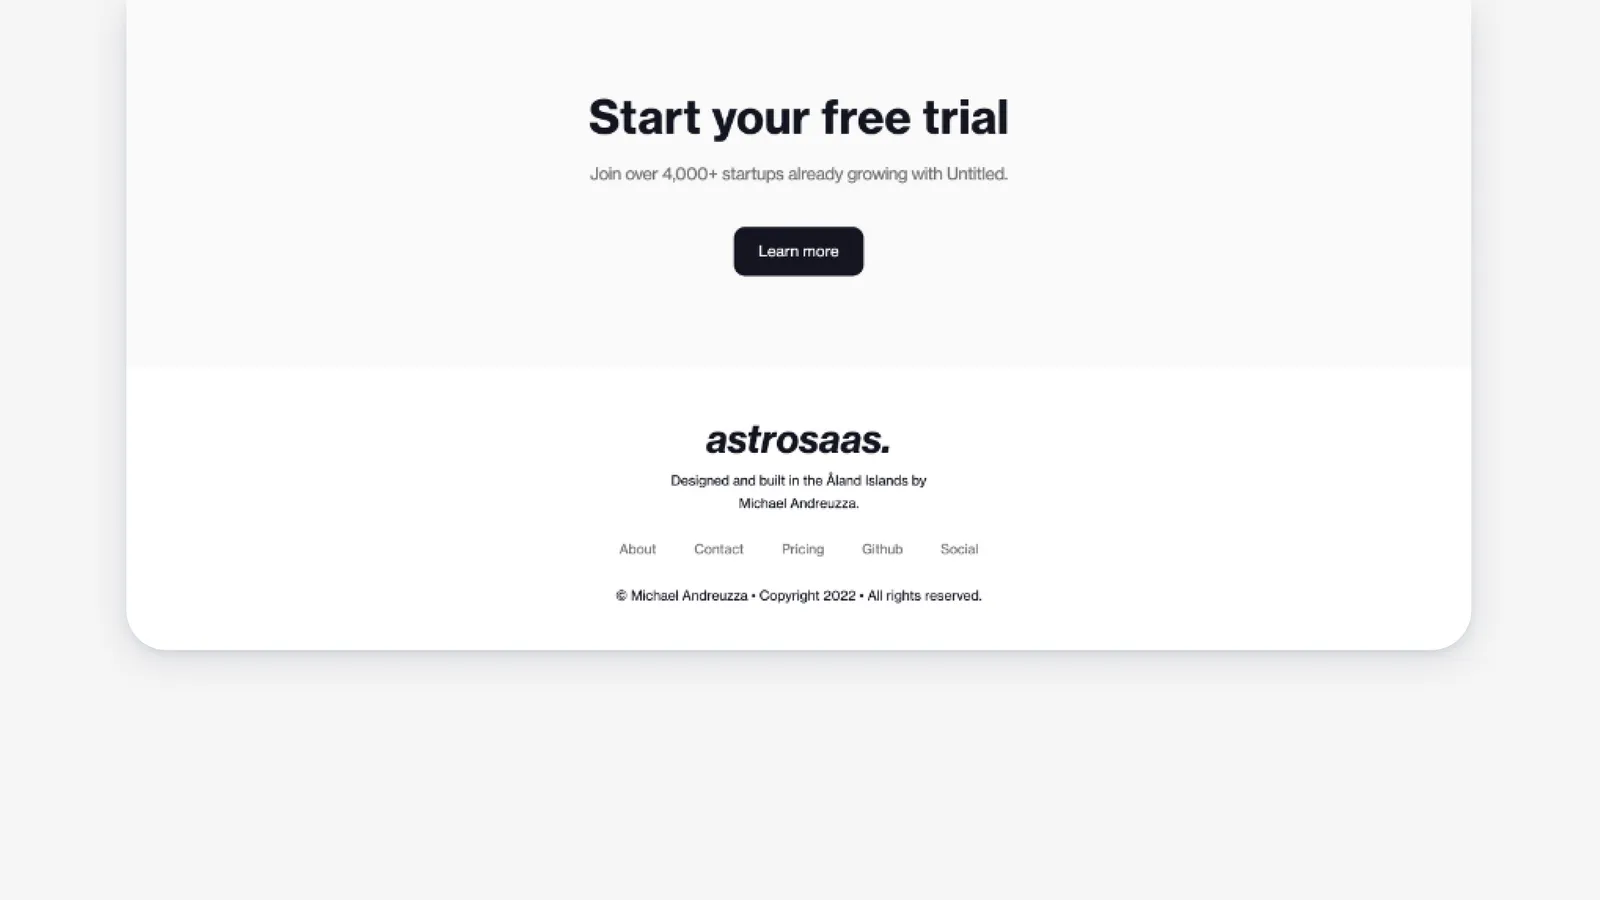 Start your free trial
Join over 4,000+ startups already growing with Untitled.
Learn more
astrosaas.
Designed and built in the Åland Islands by
Michael Andreuzza.
About Contact Pricing Github Social
© Michael Andreuzza • Copyright 2022 • All rights reserved.